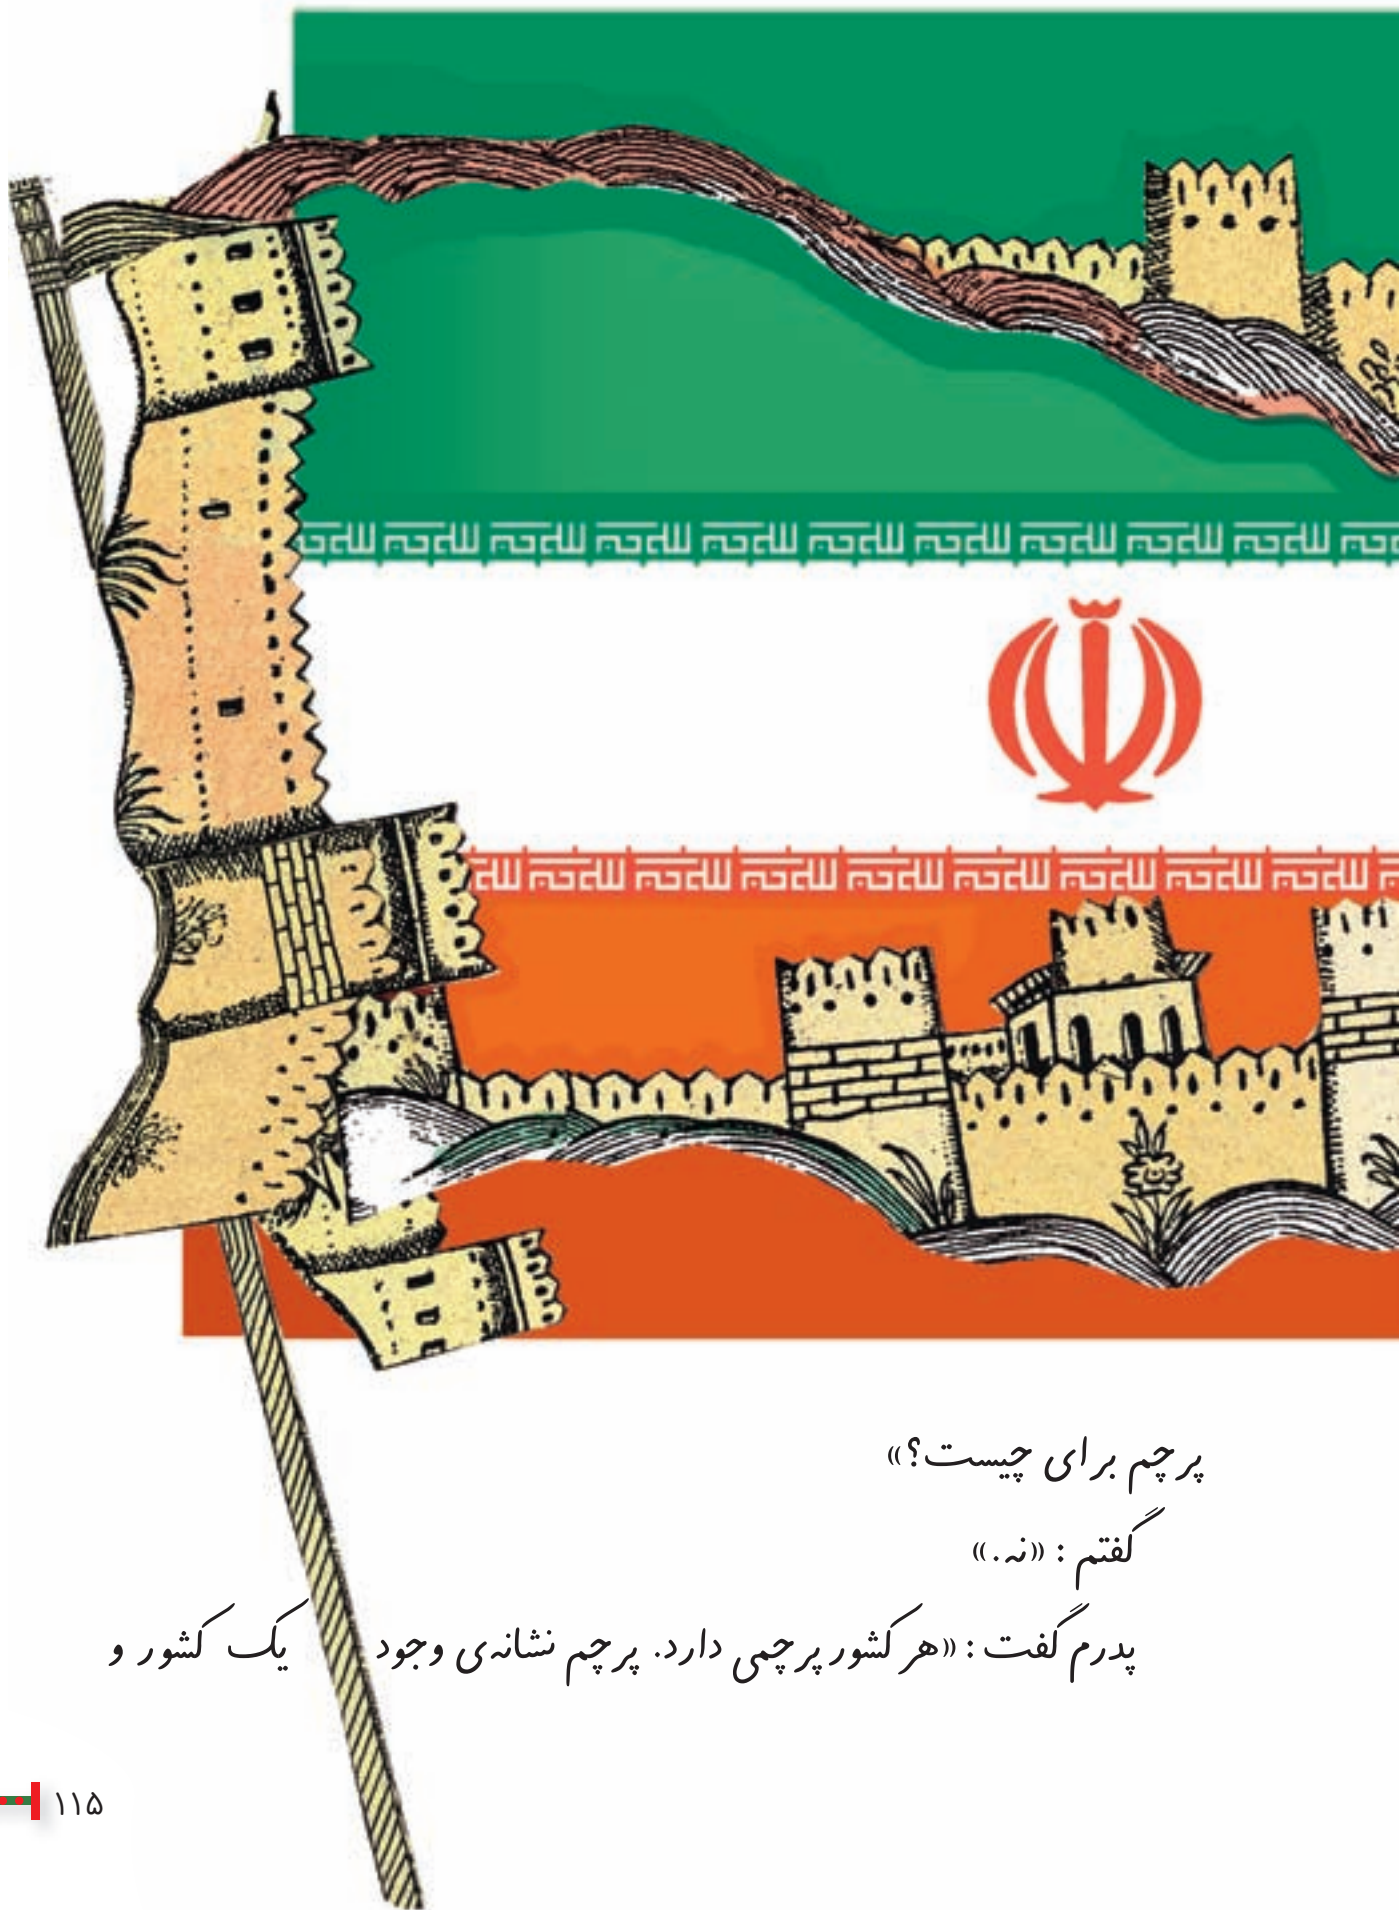 پرچم برای چیست؟»
گفتم : «نه.»
پدرم گفت : «هر کشور پرچمی دارد. پرچم نشانه‌ی وجود یک کشور و
۱۱۵